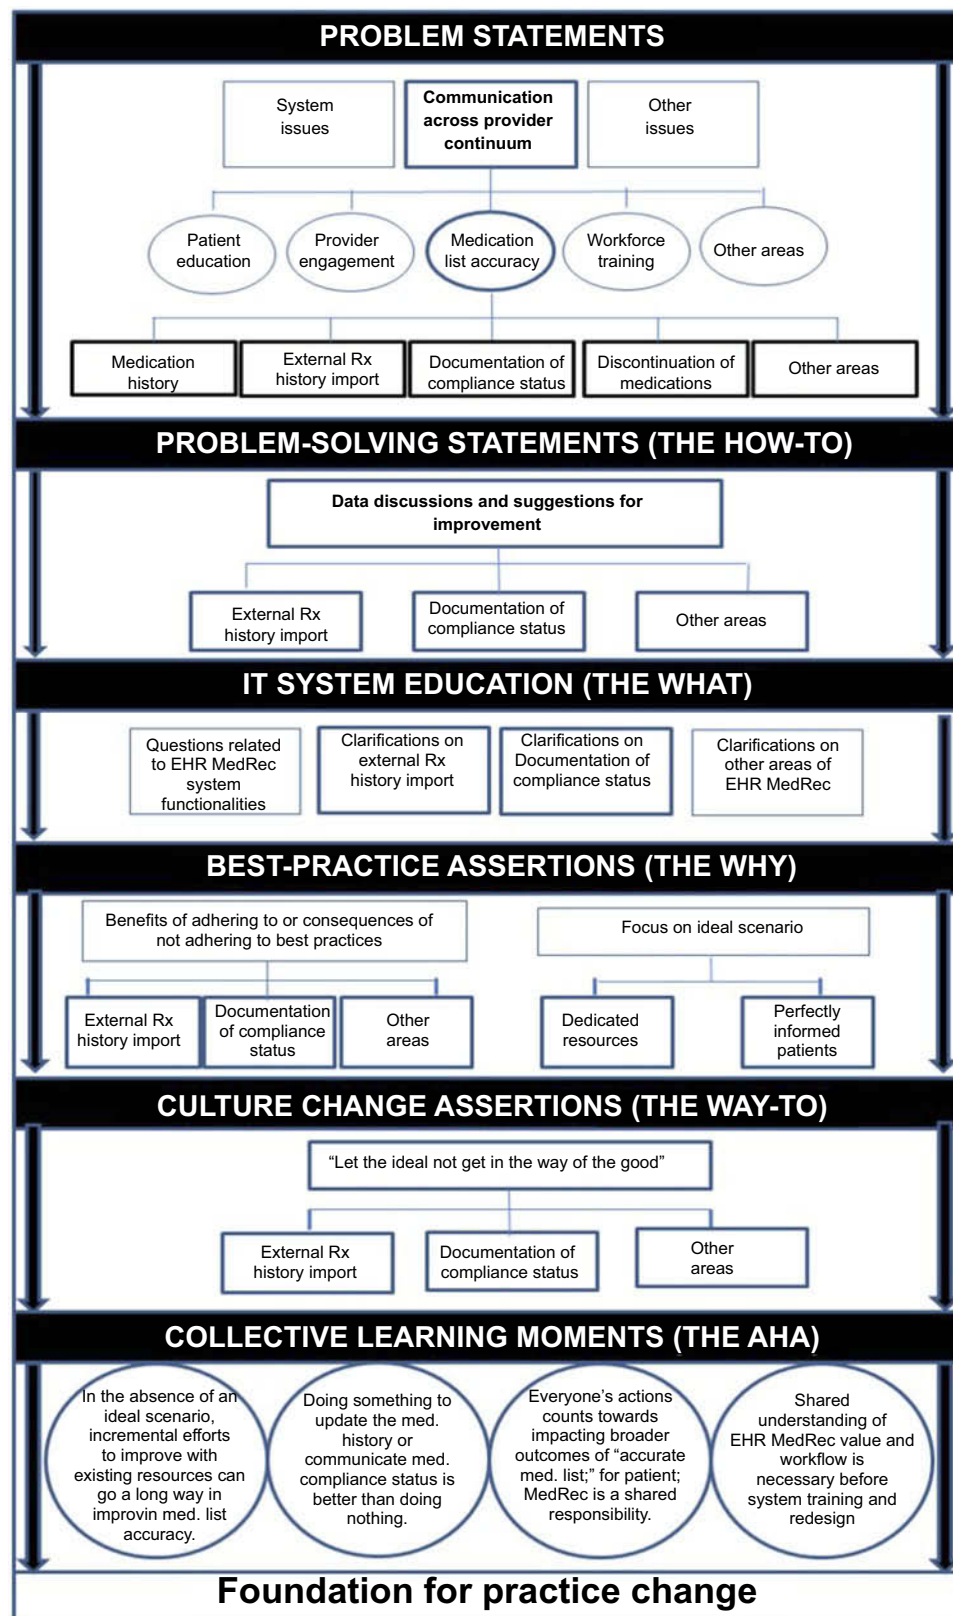 PROBLEM STATEMENTS
System
issues
Communication
across provider
continuum
Other
issues
Patient
education
Provider
engagement
Medication
list accuracy
Workforce
training
Other areas
Medication
history
External Rx
history import
Documentation of
compliance status
Discontinuation of
medications
Other areas
PROBLEM-SOLVING STATEMENTS (THE HOW-TO)
Data discussions and suggestions for
improvement
External Rx
history import
Documentation of
compliance status
Other areas
IT SYSTEM EDUCATION (THE WHAT)
Questions related
to EHR MedRec
system
functionalities
Clarifications on
external Rx
history import
Clarifications on
Documentation of
compliance status
Clarifications on
other areas of
EHR MedRec
BEST-PRACTICE ASSERTIONS (THE WHY)
Benefits of adhering to or consequences of
not adhering to best practices
Focus on ideal scenario
External Rx
history import
Documentation
of compliance
status
Other
areas
Dedicated
resources
Perfectly
informed
patients
CULTURE CHANGE ASSERTIONS (THE WAY-TO)
“Let the ideal not get in the way of the good”
External Rx
history import
Documentation of
compliance status
Other
areas
COLLECTIVE LEARNING MOMENTS (THE AHA)
In the absence of an
ideal scenario,
incremental efforts
to improve with
existing resources can
go a long way in
improvin med. list
accuracy.
Doing something to
update the med.
history or
communicate med.
compliance status is
better than doing
nothing.
Everyone’s actions
counts towards
impacting broader
outcomes of “accurate
med. list;” for patient;
MedRec is a shared
responsibility.
Shared
understanding of
EHR MedRec value and
workflow is
necessary before
system training and
redesign
Foundation for practice change